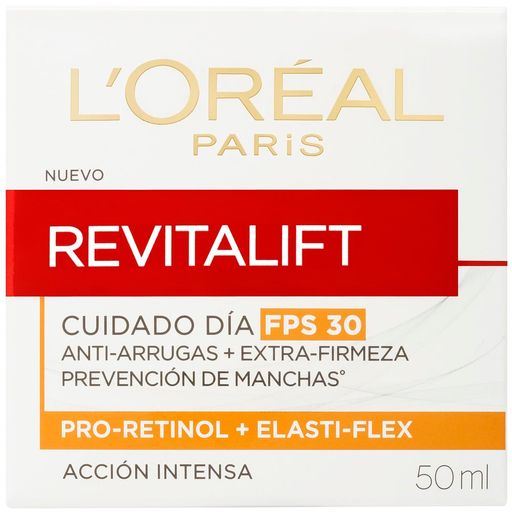 L'ORÉAL
PARiS
NUEVO
REVITALIFT
CUIDADO DÍA FPS 30
ANTI-ARRUGAS + EXTRA-FIRMEZA
PREVENCIÓN DE MANCHAS°
PRO-RETINOL + ELASTI-FLEX
ACCIÓN INTENSA 50ml